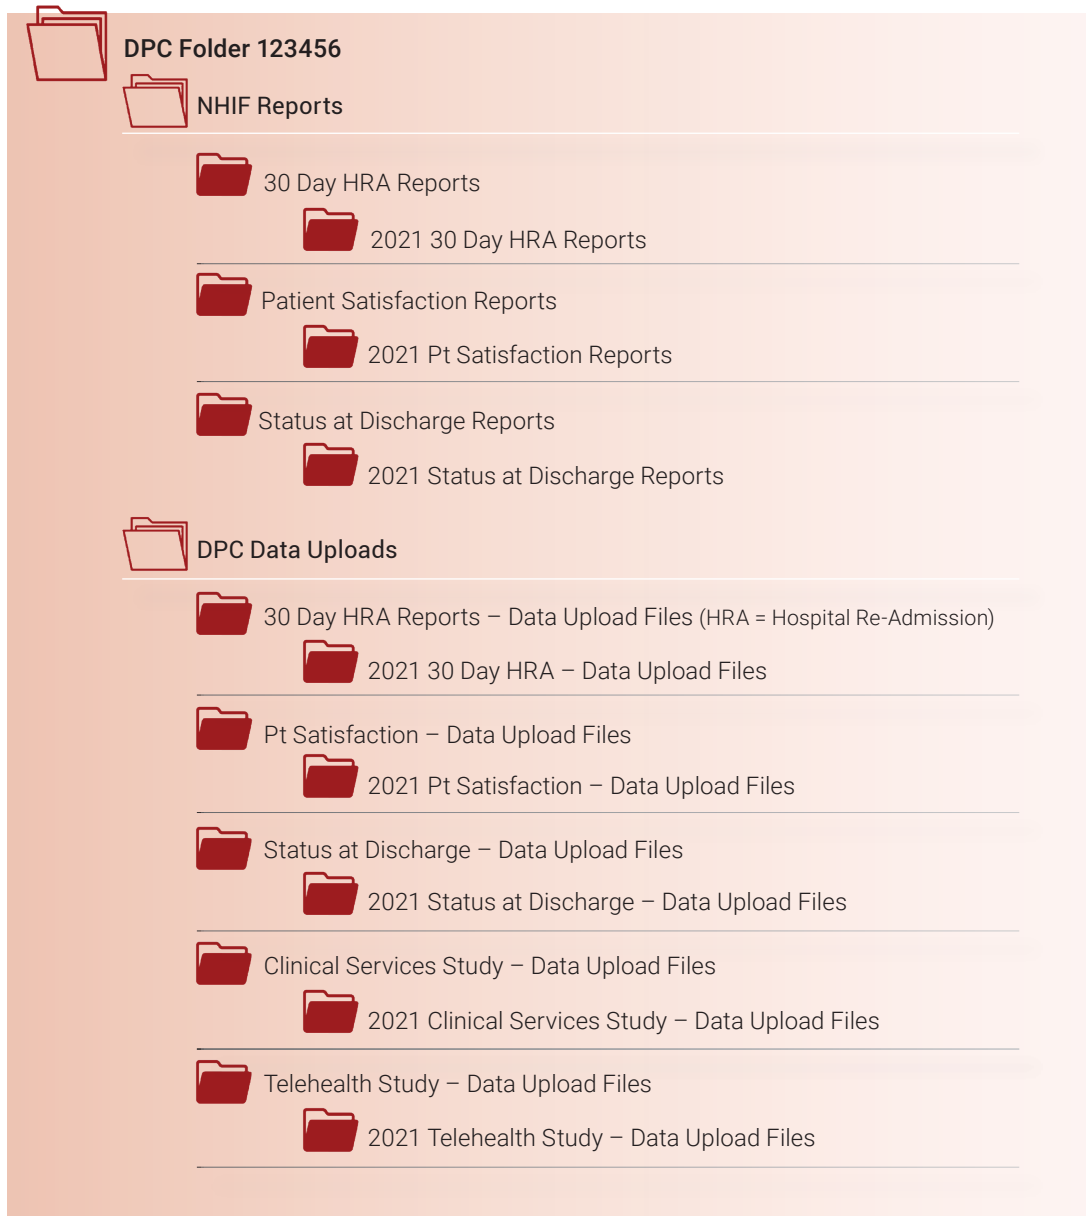 DPC Folder 123456
NHIF Reports
30 Day HRA Reports
2021 30 Day HRA Reports
Patient Satisfaction Reports
2021 Pt Satisfaction Reports
Status at Discharge Reports
2021 Status at Discharge Reports
DPC Data Uploads
30 Day HRA Reports – Data Upload Files (HRA = Hospital Re-Admission)
2021 30 Day HRA – Data Upload Files
Pt Satisfaction – Data Upload Files
2021 Pt Satisfaction – Data Upload Files
Status at Discharge – Data Upload Files
2021 Status at Discharge – Data Upload Files
Clinical Services Study – Data Upload Files
2021 Clinical Services Study – Data Upload Files
Telehealth Study – Data Upload Files
2021 Telehealth Study – Data Upload Files